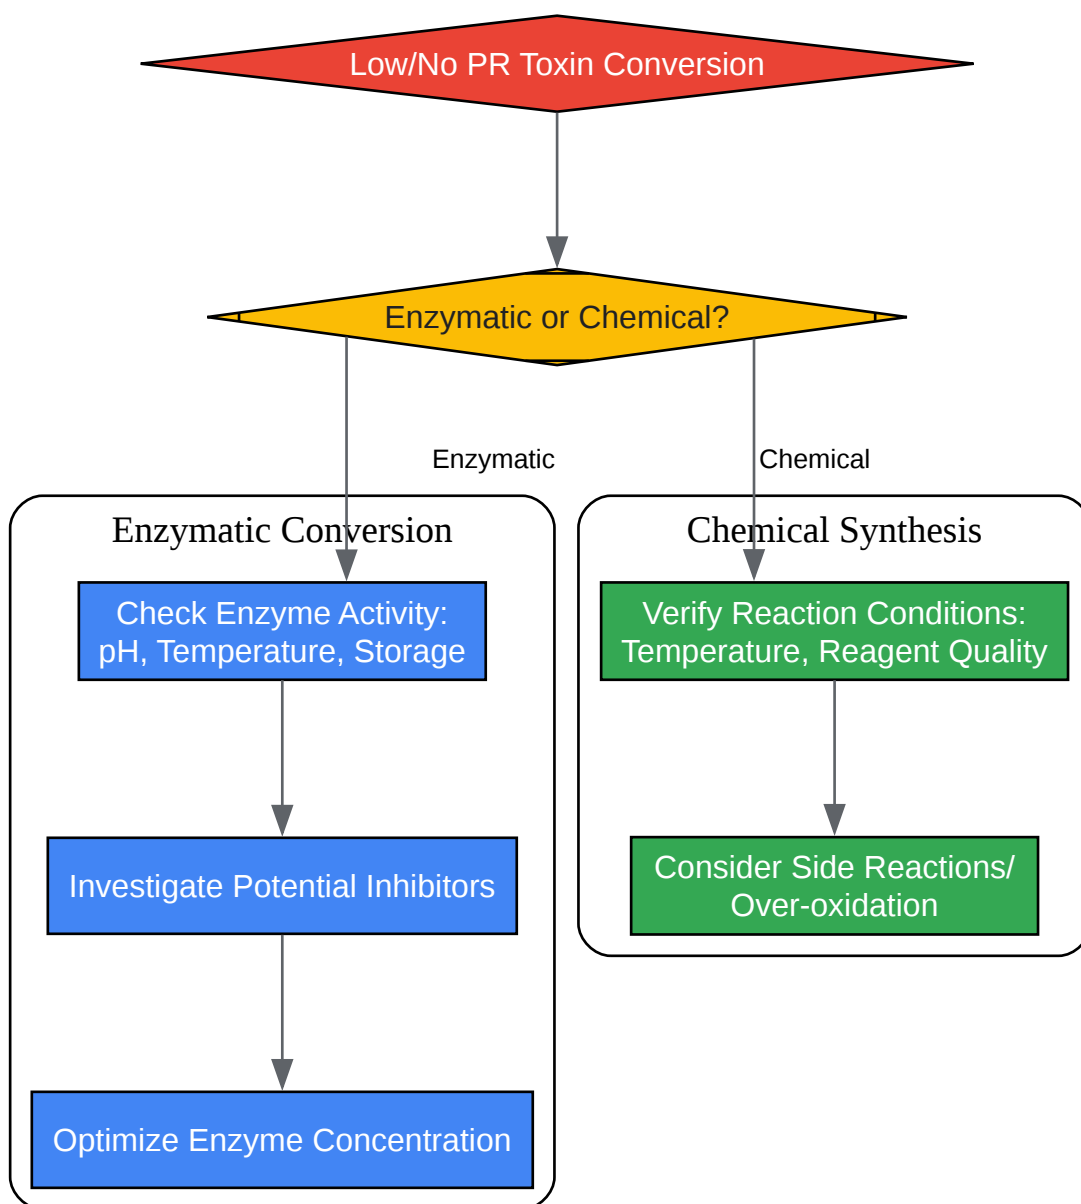 Low/No PR Toxin Conversion
Enzymatic or Chemical?
Enzymatic
Chemical
Enzymatic Conversion
Check Enzyme Activity:
pH, Temperature, Storage
Investigate Potential Inhibitors
Optimize Enzyme Concentration
Chemical Synthesis
Verify Reaction Conditions:
Temperature, Reagent Quality
Consider Side Reactions/
Over-oxidation